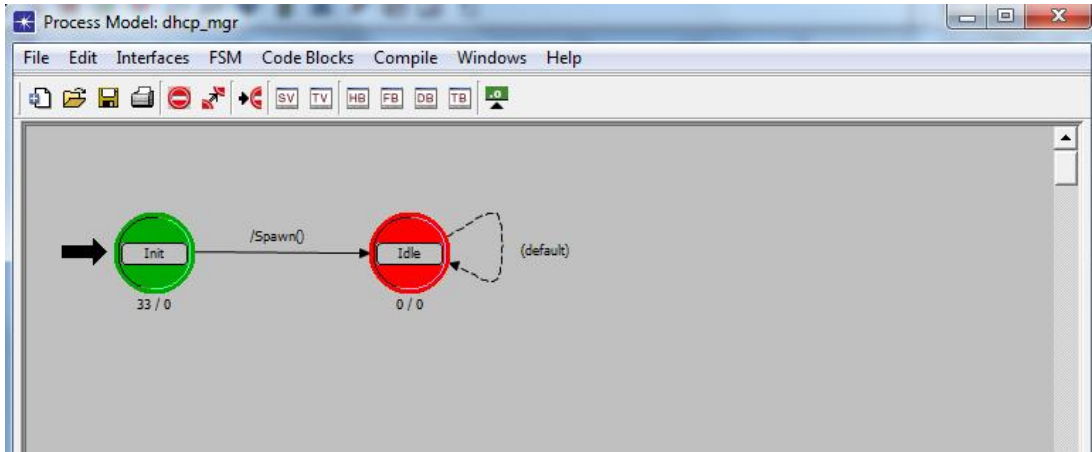 Process Model: dhcp_mgr
File Edit Interfaces FSM Code Blocks Compile Windows Help
SV TV HB FB DB TB .0
/Spawn()
Init Idle (default)
33 / 0 0 / 0